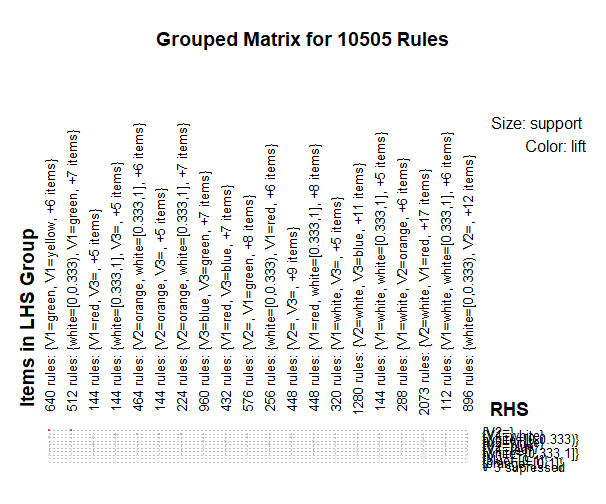 Grouped Matrix for 10505 Rules
Size: support
Color: lift
Items in LHS Group
640 rules: {V1=green, V1=yellow, +6 items}
512 rules: {white=[0,0.333), V1=green, +7 items}
144 rules: {V1=red, V3=, +5 items}
144 rules: {white=[0.333,1], V3=, +5 items}
464 rules: {V2=orange, white=[0.333,1], +6 items}
144 rules: {V2=orange, V3=, +5 items}
224 rules: {V2=orange, white=[0.333,1], +7 items}
960 rules: {V3=blue, V3=green, +7 items}
432 rules: {V1=red, V3=blue, +7 items}
576 rules: {V2=, V1=green, +8 items}
256 rules: {white=[0,0.333), V1=red, +6 items}
448 rules: {V2=, V3=, +9 items}
448 rules: {V1=red, white=[0.333,1], +8 items}
320 rules: {V1=white, V3=, +5 items}
1280 rules: {V2=white, V3=blue, +11 items}
144 rules: {V1=white, white=[0.333,1], +5 items}
288 rules: {V1=white, V2=orange, +6 items}
2073 rules: {V2=white, V1=red, +17 items}
112 rules: {V1=white, white=[0.333,1], +6 items}
896 rules: {white=[0,0.333), V2=, +12 items}
RHS
{V2=}
+ 3 supressed